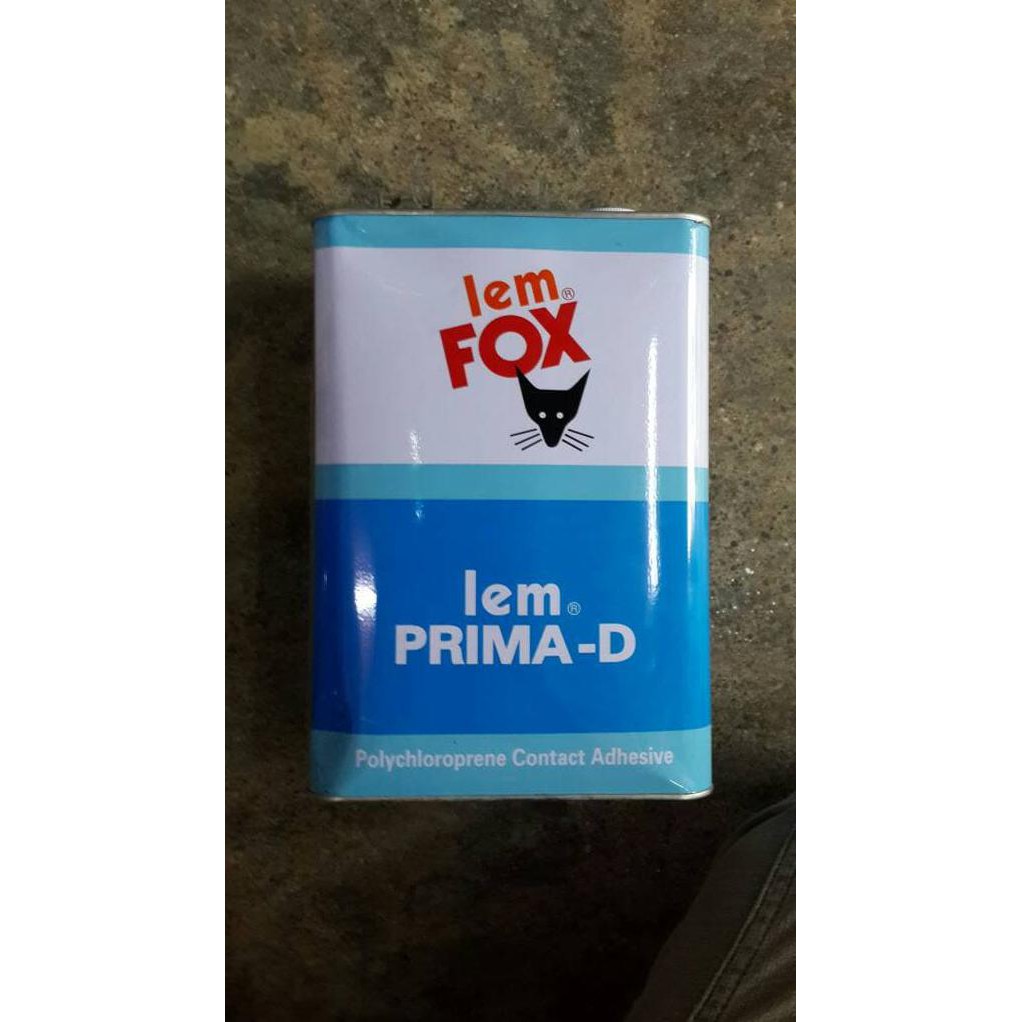 lem®
FOX
lem®
PRIMA-D
Polychloroprene Contact Adhesive